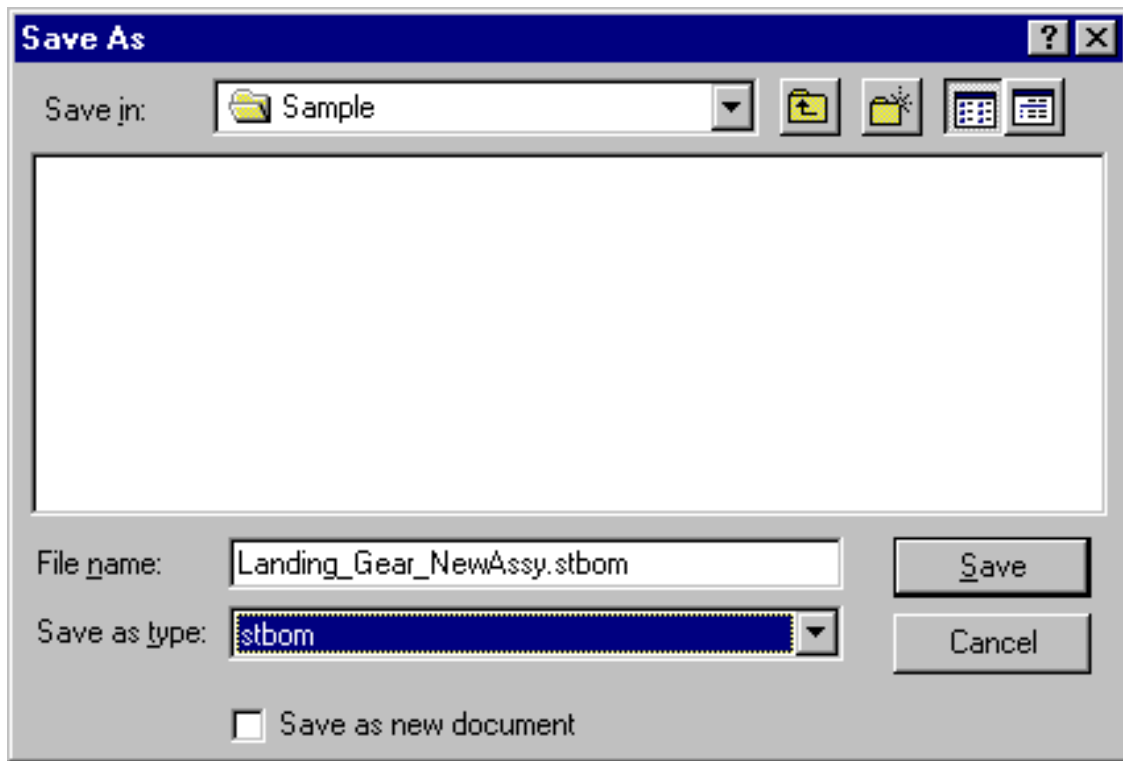 Save As
Save in: Sample
File name: Landing_Gear_NewAssy.stbom Save
Save as type: stbom Cancel
Save as new document